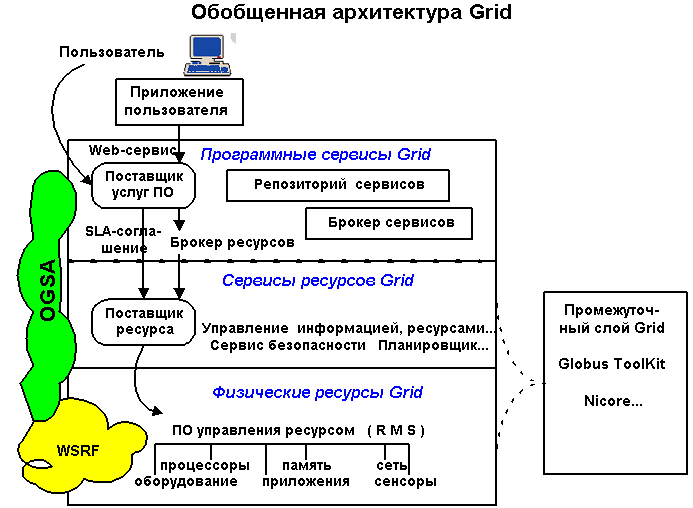 Обобщенная архитектура Grid
Пользователь
Приложение
пользователя
Web-сервис
Программные сервисы Grid
Поставщик
услуг ПО
Репозиторий сервисов
Брокер сервисов
SLA-согла-
шение
Брокер ресурсов
OGSA
Сервисы ресурсов Grid
Поставщик
ресурса
Управление информацией, ресурсами...
Сервис безопасности Планировщик...
Промежуточ-
ный слой Grid
Globus ToolKit
Nicore...
Физические ресурсы Grid
ПО управления ресурсом ( R M S )
WSRF
процессоры память сеть
оборудование приложения сенсоры